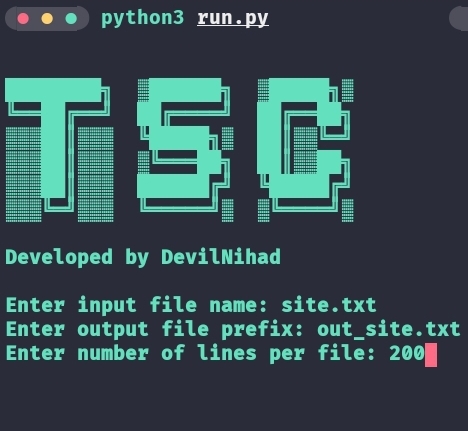 python3 run.py
TSC
Developed by DevilNihad
Enter input file name: site.txt
Enter output file prefix: out_site.txt
Enter number of lines per file: 200